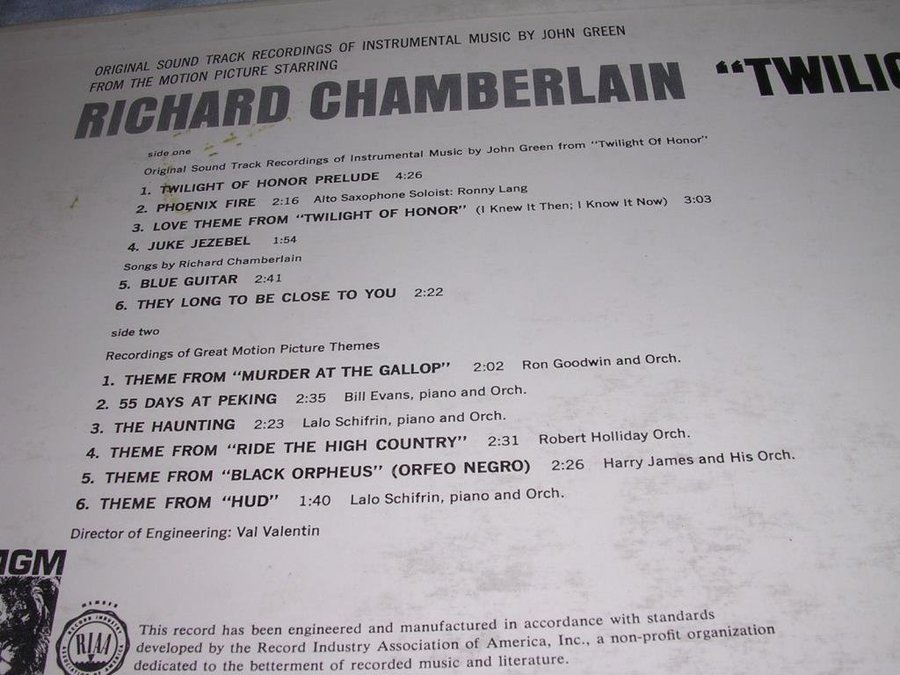 ORIGINAL SOUND TRACK RECORDINGS OF INSTRUMENTAL MUSIC BY JOHN GREEN
FROM THE MOTION PICTURE STARRING
RICHARD CHAMBERLAIN "TWILIG
side one
Original Sound Track Recordings of Instrumental Music by John Green from "Twilight Of Honor"
1. TWILIGHT OF HONOR PRELUDE 4:26
2. PHOENIX FIRE 2:16 Alto Saxophone Soloist: Ronny Lang
3. LOVE THEME FROM "TWILIGHT OF HONOR" (I Knew It Then; I Know It Now) 3:03
4. JUKE JEZEBEL 1:54
Songs by Richard Chamberlain
5. BLUE GUITAR 2:41
6. THEY LONG TO BE CLOSE TO YOU 2:22
side two
Recordings of Great Motion Picture Themes
1. THEME FROM "MURDER AT THE GALLOP" 2:02 Ron Goodwin and Orch.
2. 55 DAYS AT PEKING 2:35 Bill Evans, piano and Orch.
3. THE HAUNTING 2:23 Lalo Schifrin, piano and Orch.
4. THEME FROM "RIDE THE HIGH COUNTRY" 2:31 Robert Holliday Orch.
5. THEME FROM "BLACK ORPHEUS" (ORFEO NEGRO) 2:26 Harry James and His Orch.
6. THEME FROM "HUD" 1:40 Lalo Schifrin, piano and Orch.
Director of Engineering: Val Valentin
MGM
MEMBER
RECORD INDUSTRY ASSOCIATION OF AMERICA
RIAA
This record has been engineered and manufactured in accordance with standards
developed by the Record Industry Association of America, Inc., a non-profit organization
dedicated to the betterment of recorded music and literature.